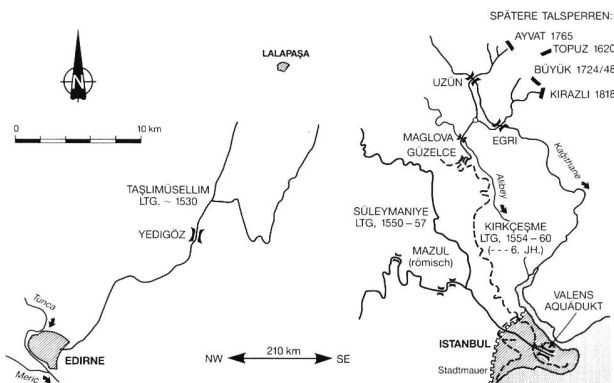 SPÄTERE TALSPERREN:
AYVAT 1765
TOPUZ 1620
BÜYÜK 1724/48
KIRAZLI 1818
UZÜN
LALAPAŞA
N
0 10 km
MAGLOVA
GÜZELCE
EGRI
Kağıthane
Alibey
TAŞLIMÜSELLIM
LTG. ~ 1530
YEDIGÖZ
SÜLEYMANIYE
LTG, 1550 – 57
KIRKÇEŞME
LTG, 1554 – 60
(- - - 6. JH.)
MAZUL
(römisch)
VALENS
AQUÄDUKT
Tunca
EDIRNE
Meric
NW 210 km SE
ISTANBUL
Stadtmauer